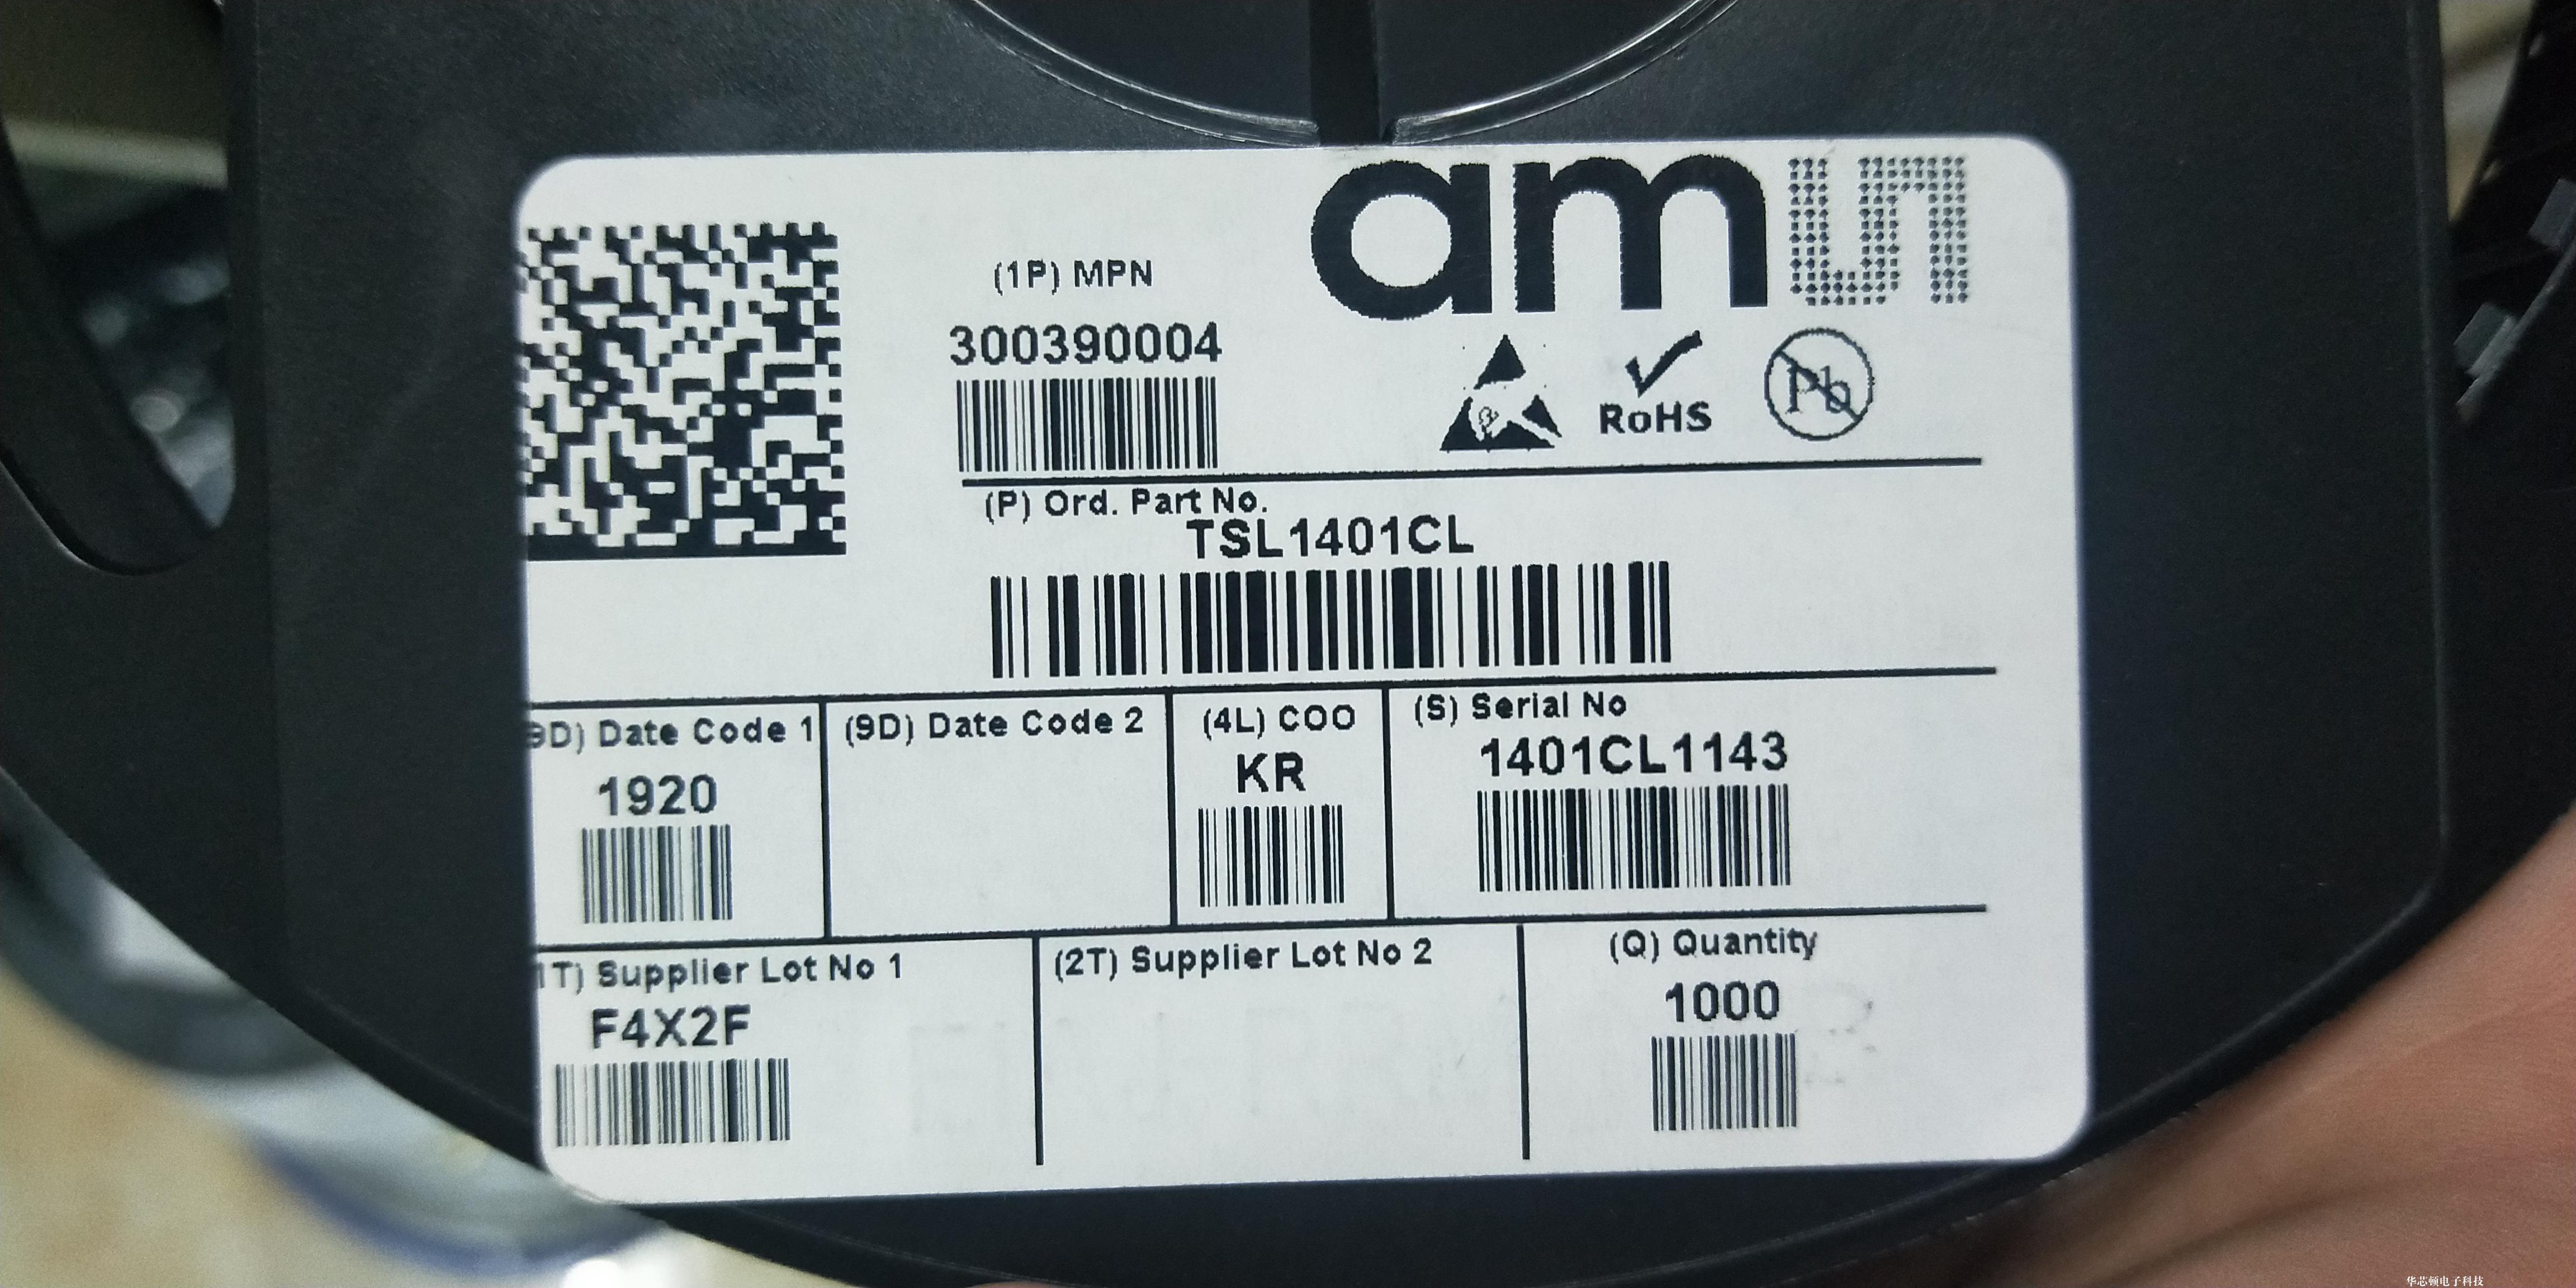 am
(1P) MPN
300390004
RoHS
Pb
(P) Ord. Part No.
TSL1401CL
9D) Date Code 1
1920
(9D) Date Code 2
(4L) COO
KR
(S) Serial No
1401CL1143
1T) Supplier Lot No 1
F4X2F
(2T) Supplier Lot No 2
(Q) Quantity
1000
华芯顿电子科技